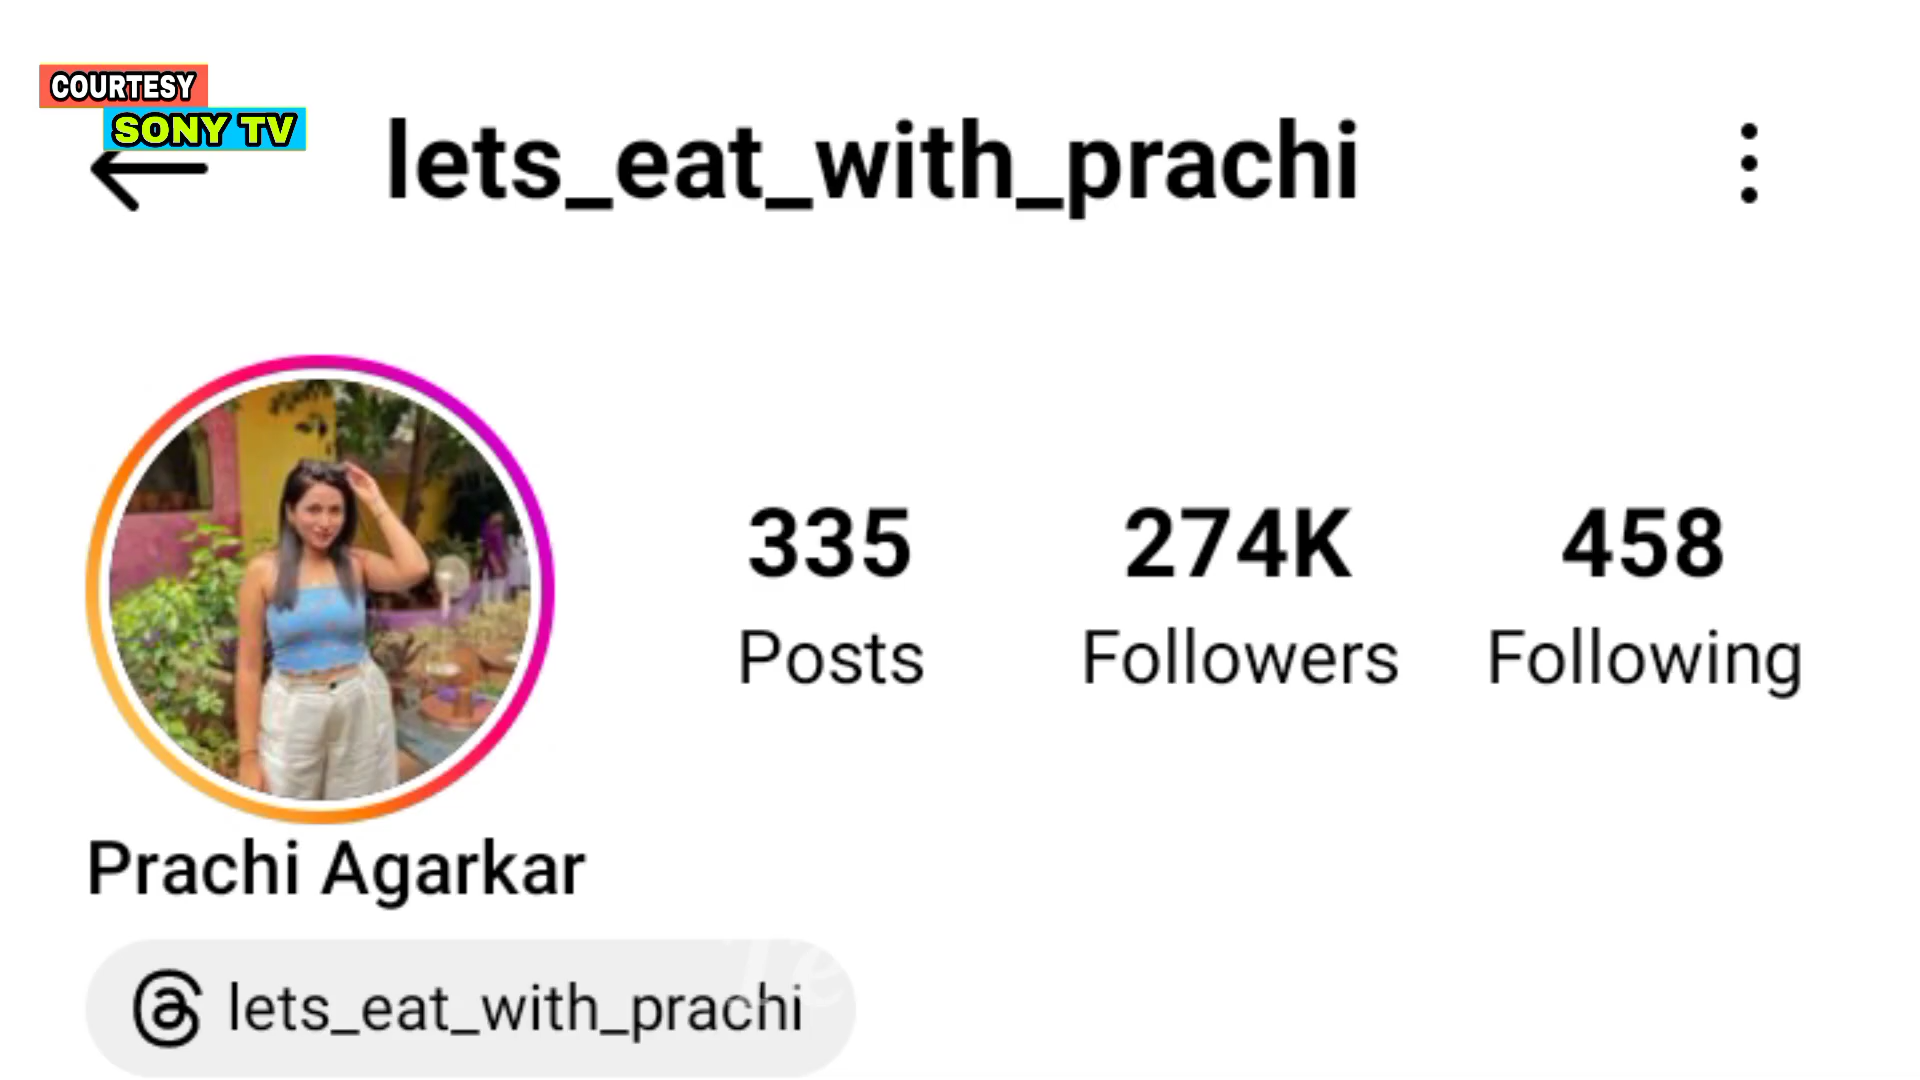 COURTESY
SONY TV
lets_eat_with_prachi
335
274K
458
Posts
Followers
Following
Prachi Agarkar
lets_eat_with_prachi